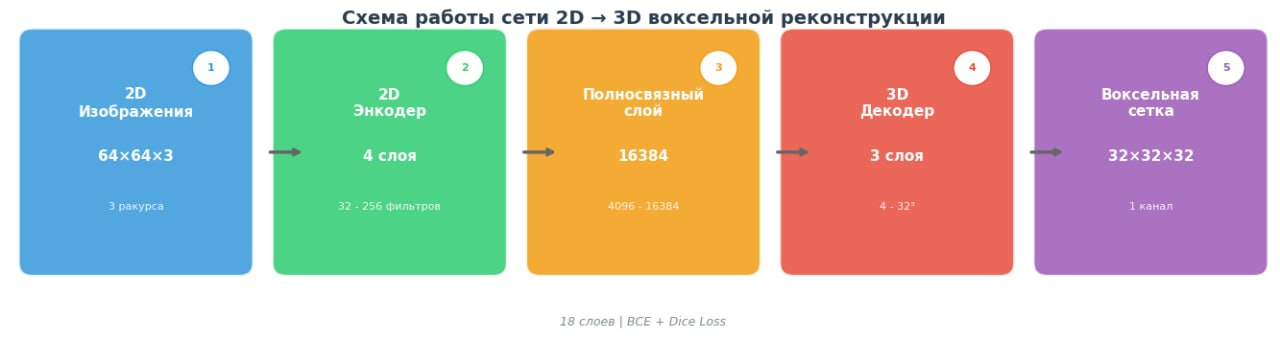 Схема работы сети 2D → 3D воксельной реконструкции
1
2D
Изображения
64×64×3
3 ракурса
2
2D
Энкодер
4 слоя
32 - 256 фильтров
3
Полносвязный
слой
16384
4096 - 16384
4
3D
Декодер
3 слоя
4 - 32³
5
Воксельная
сетка
32×32×32
1 канал
18 слоев | BCE + Dice Loss